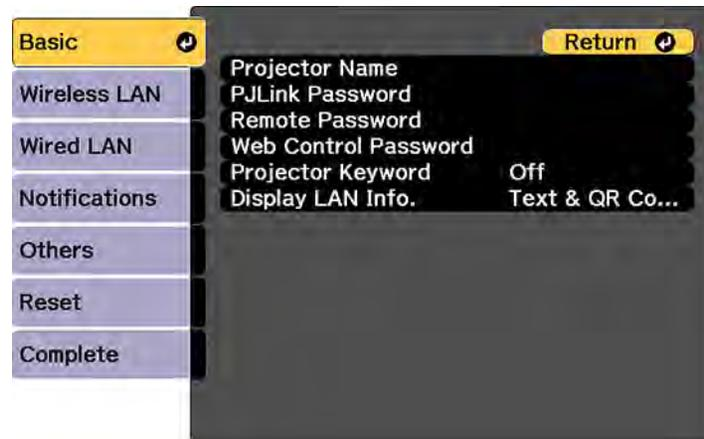 Basic
Wireless LAN
Wired LAN
Notifications
Others
Reset
Complete
Return
Projector Name
PJLink Password
Remote Password
Web Control Password
Projector Keyword Off
Display LAN Info. Text & QR Co...